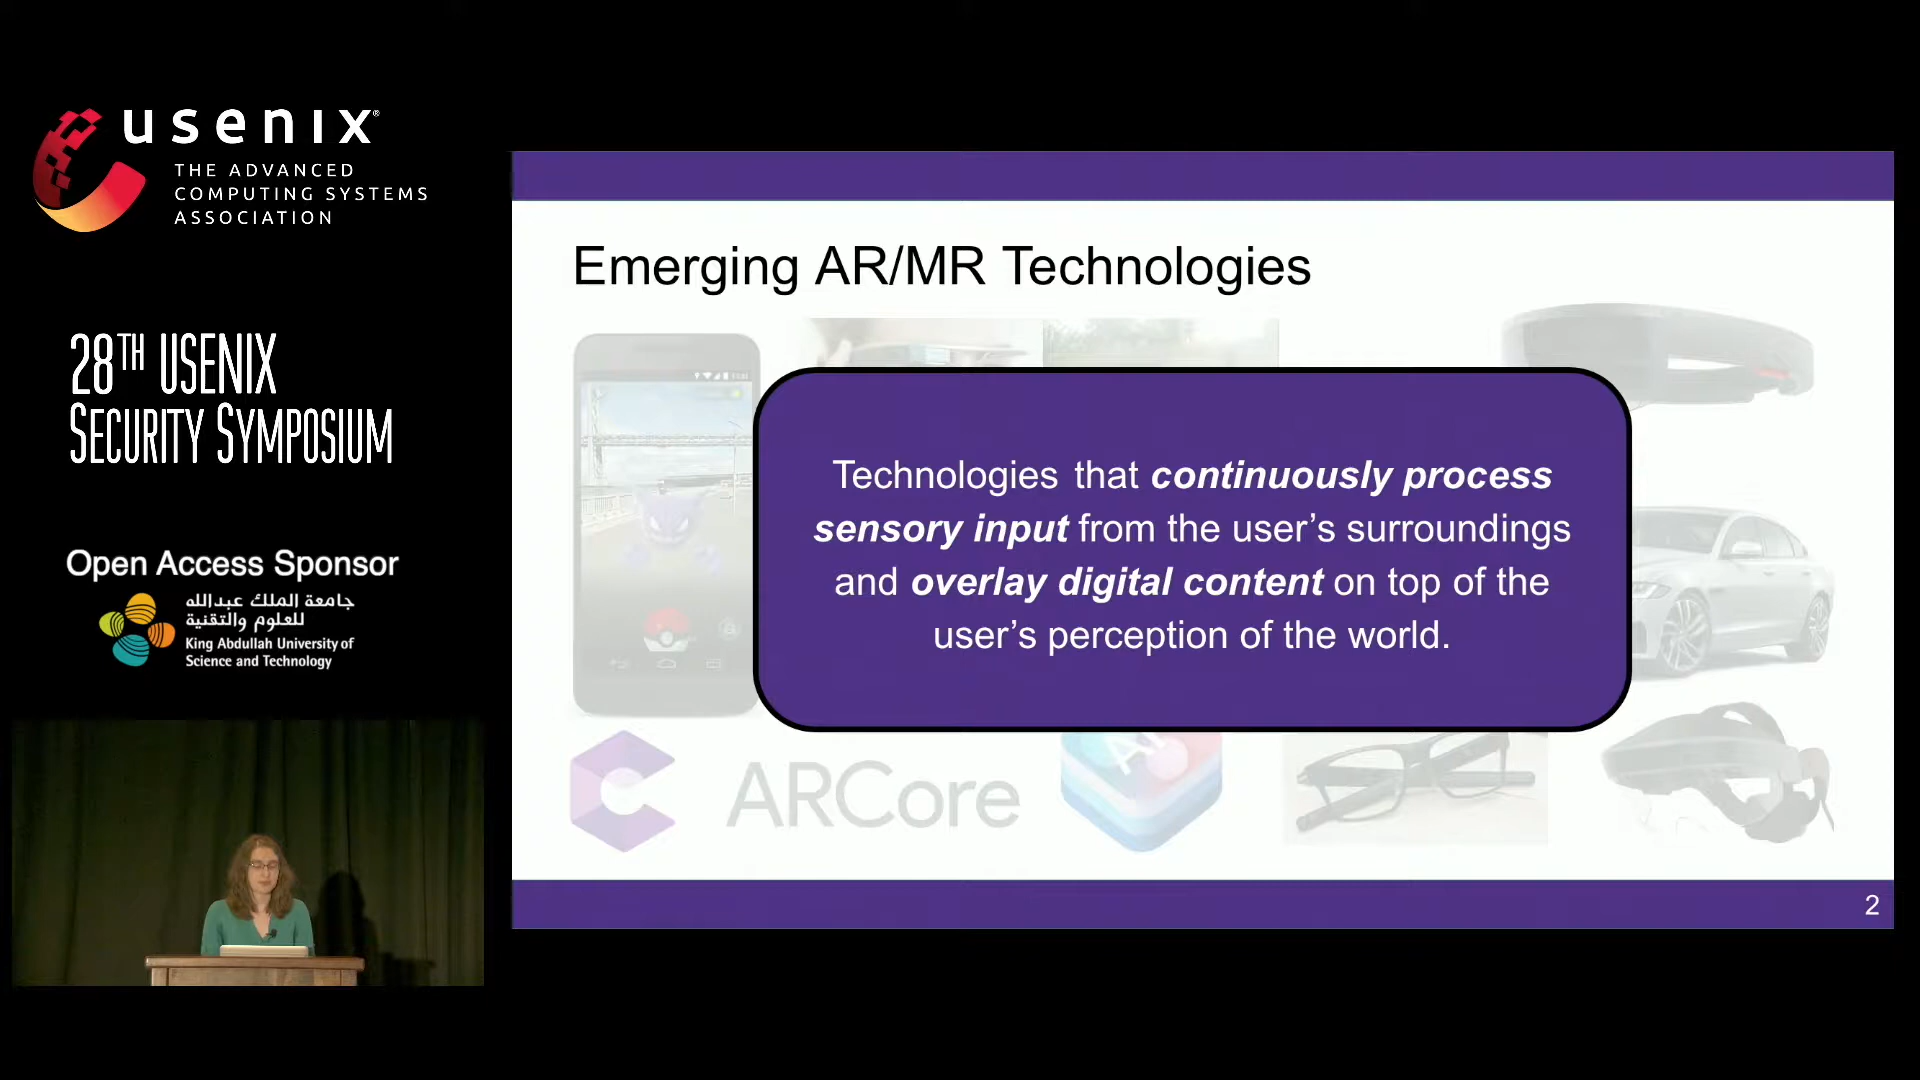 usenix®
THE ADVANCED
COMPUTING SYSTEMS
ASSOCIATION
28TH USENIX
SECURITY SYMPOSIUM
Open Access Sponsor
جامعة الملك عبدالله
للعلوم والتقنية
King Abdullah University of
Science and Technology
Emerging AR/MR Technologies
Technologies that continuously process
sensory input from the user’s surroundings
and overlay digital content on top of the
user’s perception of the world.
ARCore
2